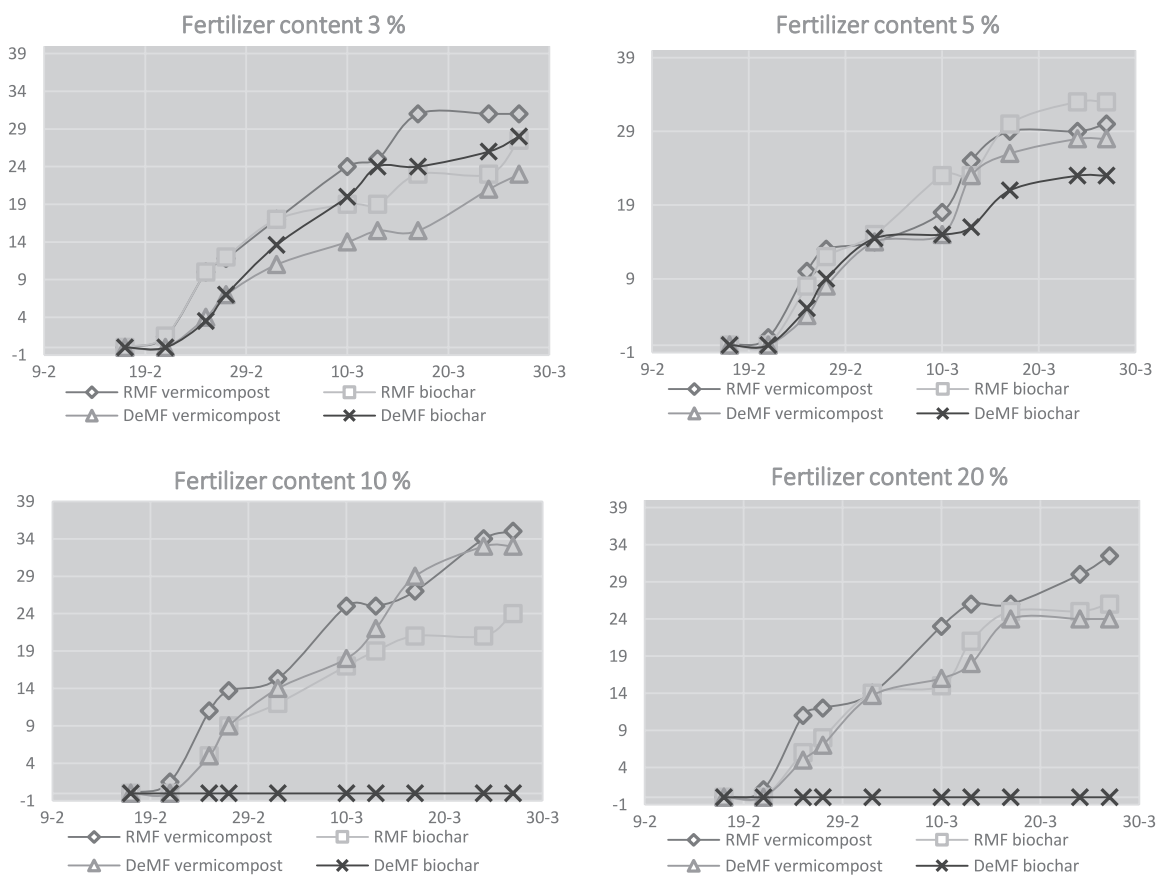 Fertilizer content 3 %
39
34
29
24
19
14
9
4
-1
9-2 19-2 29-2 10-3 20-3 30-3
RMF vermicompost RMF biochar
DeMF vermicompost DeMF biochar
Fertilizer content 5 %
39
29
19
9
-1
9-2 19-2 29-2 10-3 20-3 30-3
RMF vermicompost RMF biochar
DeMF vermicompost DeMF biochar
Fertilizer content 10 %
39
34
29
24
19
14
9
4
-1
9-2 19-2 29-2 10-3 20-3 30-3
RMF vermicompost RMF biochar
DeMF vermicompost DeMF biochar
Fertilizer content 20 %
39
34
29
24
19
14
9
4
-1
9-2 19-2 29-2 10-3 20-3 30-3
RMF vermicompost RMF biochar
DeMF vermicompost DeMF biochar